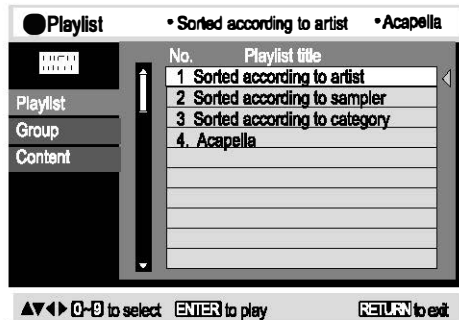 Playlist • Sorted according to artist • Acapella
No. Playlist title
1 Sorted according to artist
2 Sorted according to sampler
3 Sorted according to category
4. Acapella
Playlist
Group
Content
▲▼◀▶ 0~9 to select ENTER to play RETURN to exit